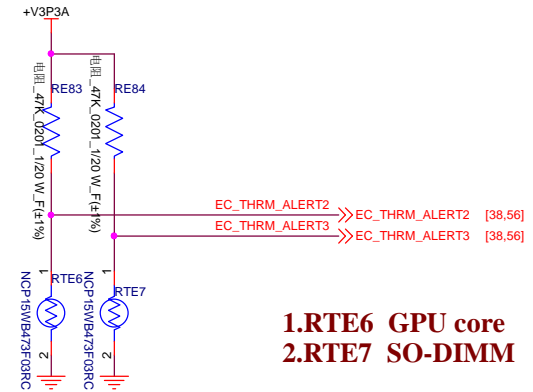 +V3P3A
RE83
RE84
电阻_47K_0201_1/20 W_F(±1%)
电阻_47K_0201_1/20 W_F(±1%)
EC_THRM_ALERT2
EC_THRM_ALERT2 [38,56]
EC_THRM_ALERT3
EC_THRM_ALERT3 [38,56]
1
RTE6
1
RTE7
NCP15WB473F03RC
NCP15WB473F03RC
2
2
1.RTE6 GPU core
2.RTE7 SO-DIMM